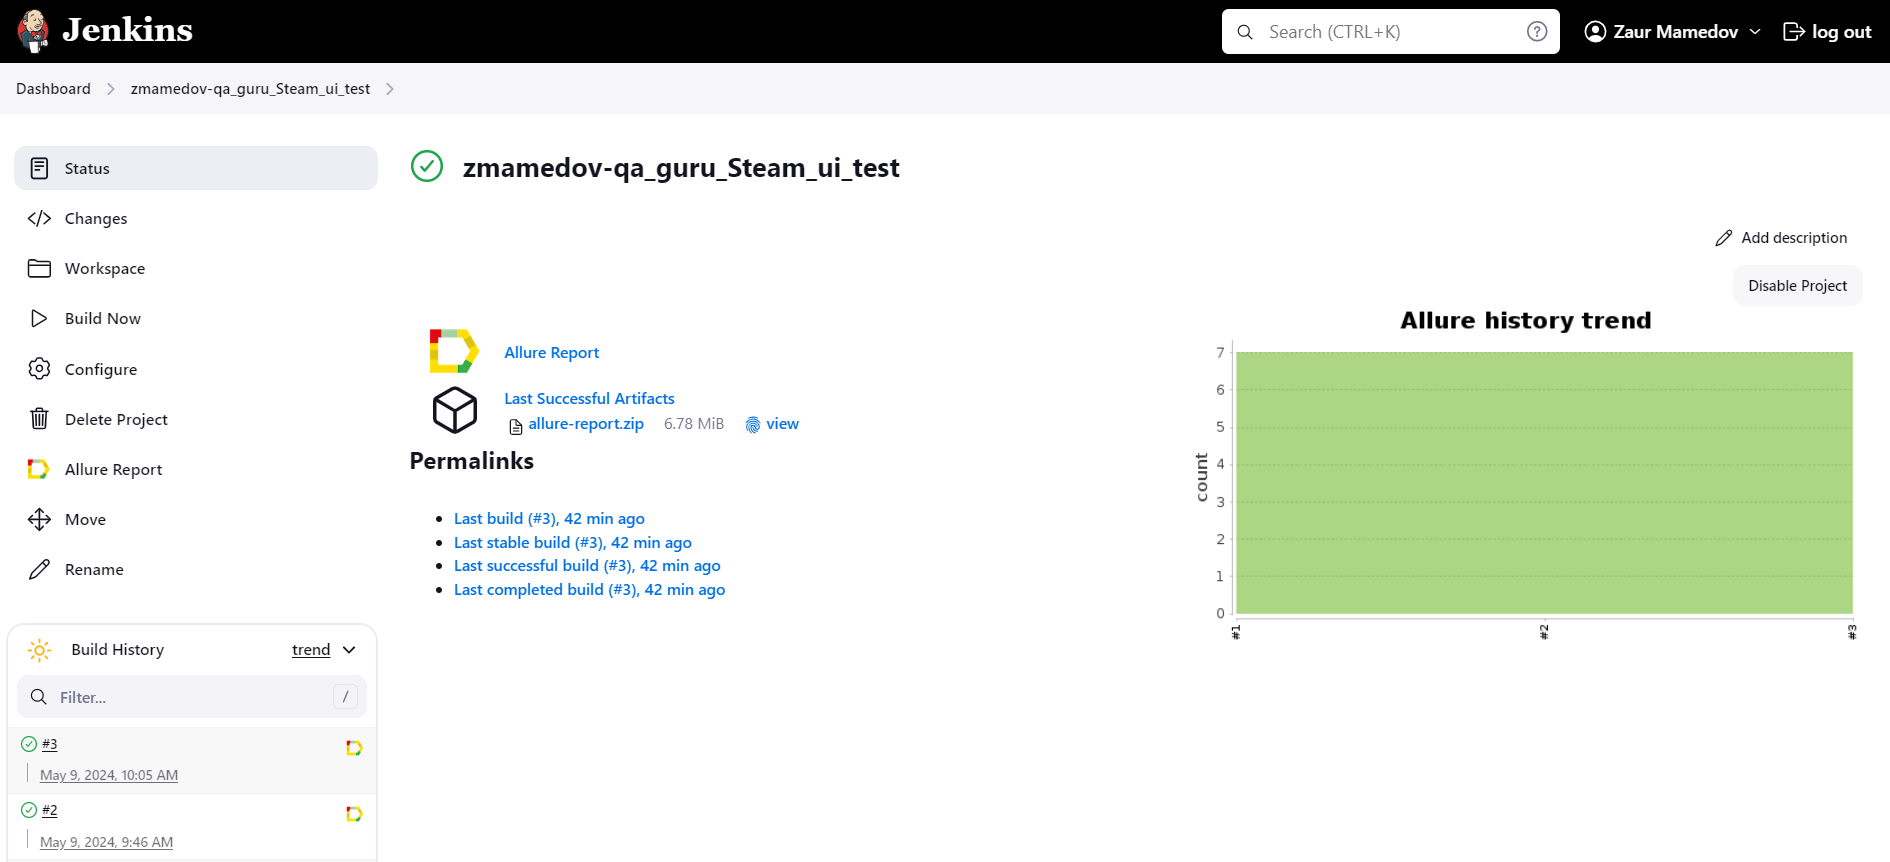 Jenkins
Search (CTRL+K)
Zaur Mamedov
log out
Dashboard
zmamedov-qa_guru_Steam_ui_test
Status
Changes
Workspace
Build Now
Configure
Delete Project
Allure Report
Move
Rename
Build History
trend
Filter...
/
#3
May 9, 2024, 10:05 AM
#2
May 9, 2024, 9:46 AM
zmamedov-qa_guru_Steam_ui_test
Add description
Disable Project
Allure Report
Last Successful Artifacts
allure-report.zip 6.78 MiB view
Permalinks
Last build (#3), 42 min ago
Last stable build (#3), 42 min ago
Last successful build (#3), 42 min ago
Last completed build (#3), 42 min ago
Allure history trend
count
7
6
5
4
3
2
1
0
#1
#2
#3